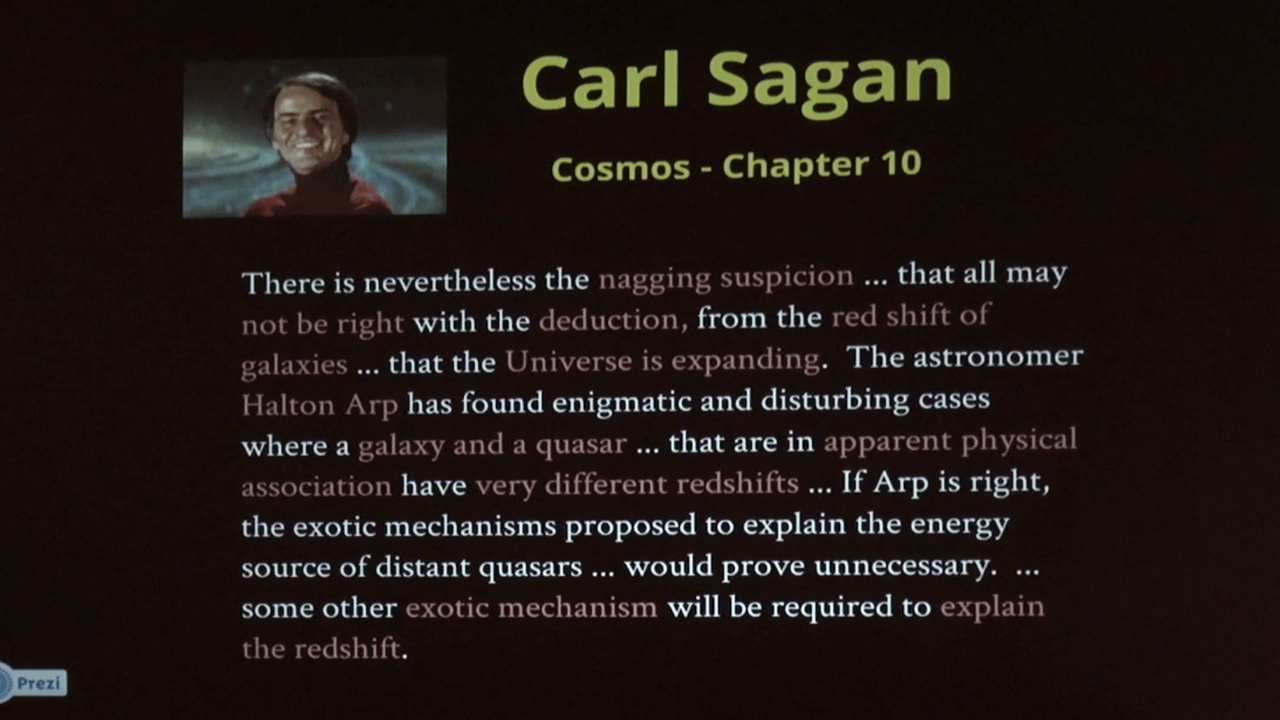 Carl Sagan
Cosmos - Chapter 10
There is nevertheless the nagging suspicion ... that all may
not be right with the deduction, from the red shift of
galaxies ... that the Universe is expanding. The astronomer
Halton Arp has found enigmatic and disturbing cases
where a galaxy and a quasar ... that are in apparent physical
association have very different redshifts ... If Arp is right,
the exotic mechanisms proposed to explain the energy
source of distant quasars ... would prove unnecessary. ...
some other exotic mechanism will be required to explain
the redshift.
Prezi